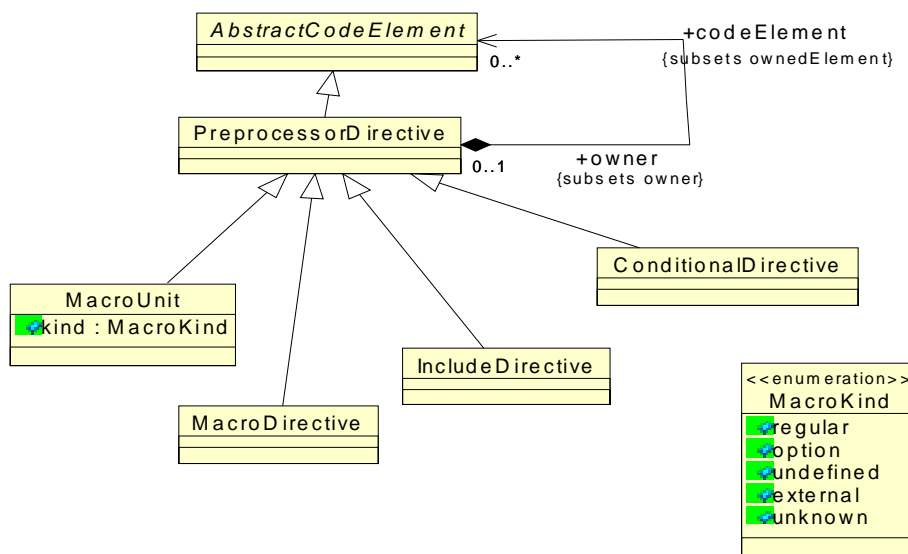 AbstractCodeElement
+codeElement
0..*
{subsets ownedElement}
PreprocessorDirective
+owner
0..1
{subsets owner}
ConditionalDirective
MacroUnit
kind : MacroKind
IncludeDirective
MacroDirective
<<enumeration>>
MacroKind
regular
option
undefined
external
unknown